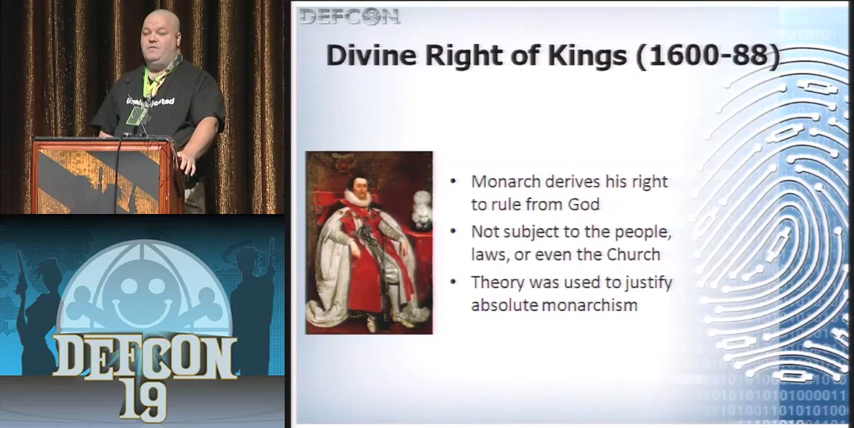 DEFCON
Divine Right of Kings (1600-88)
• Monarch derives his right
to rule from God
• Not subject to the people,
laws, or even the Church
• Theory was used to justify
absolute monarchism
DEFCON
19